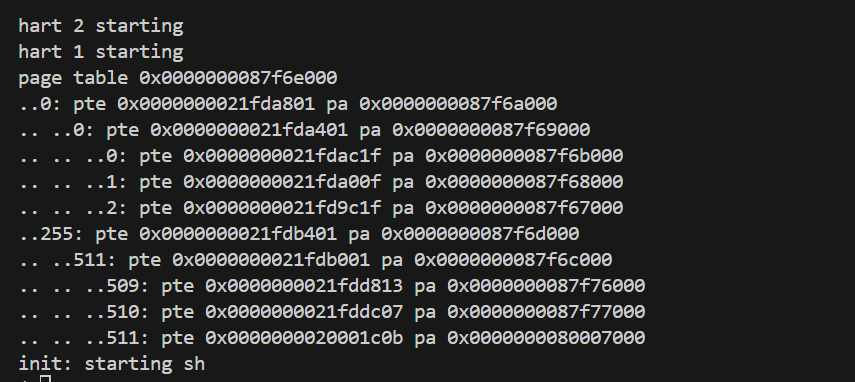 hart 2 starting
hart 1 starting
page table 0x0000000087f6e000
..0: pte 0x0000000021fda801 pa 0x0000000087f6a000
.. ..0: pte 0x0000000021fda401 pa 0x0000000087f69000
.. .. ..0: pte 0x0000000021fdac1f pa 0x0000000087f6b000
.. .. ..1: pte 0x0000000021fda00f pa 0x0000000087f68000
.. .. ..2: pte 0x0000000021fd9c1f pa 0x0000000087f67000
..255: pte 0x0000000021fdb401 pa 0x0000000087f6d000
.. ..511: pte 0x0000000021fdb001 pa 0x0000000087f6c000
.. .. ..509: pte 0x0000000021fdd813 pa 0x0000000087f76000
.. .. ..510: pte 0x0000000021fddc07 pa 0x0000000087f77000
.. .. ..511: pte 0x0000000020001c0b pa 0x0000000080007000
init: starting sh